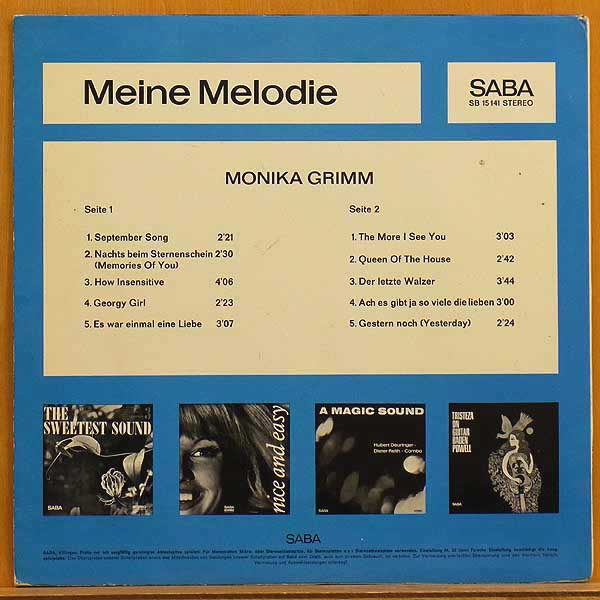 Meine Melodie
SABA
SB 15 141 STEREO
MONIKA GRIMM
Seite 1
1. September Song 2'21
2. Nachts beim Sternenschein 2'30
(Memories Of You)
3. How Insensitive 4'06
4. Georgy Girl 2'23
5. Es war einmal eine Liebe 3'07
Seite 2
1. The More I See You 3'03
2. Queen Of The House 2'42
3. Der letzte Walzer 3'44
4. Ach es gibt ja so viele die lieben 3'00
5. Gestern noch (Yesterday) 2'24
THE
SWEETEST SOUND
SABA
nice and easy
SABA
A MAGIC SOUND
Hubert Deuringer -
Dieter Reith - Combo
SABA
TRISTEZA
ON
GUITAR
BADEN
POWELL
SABA
SABA